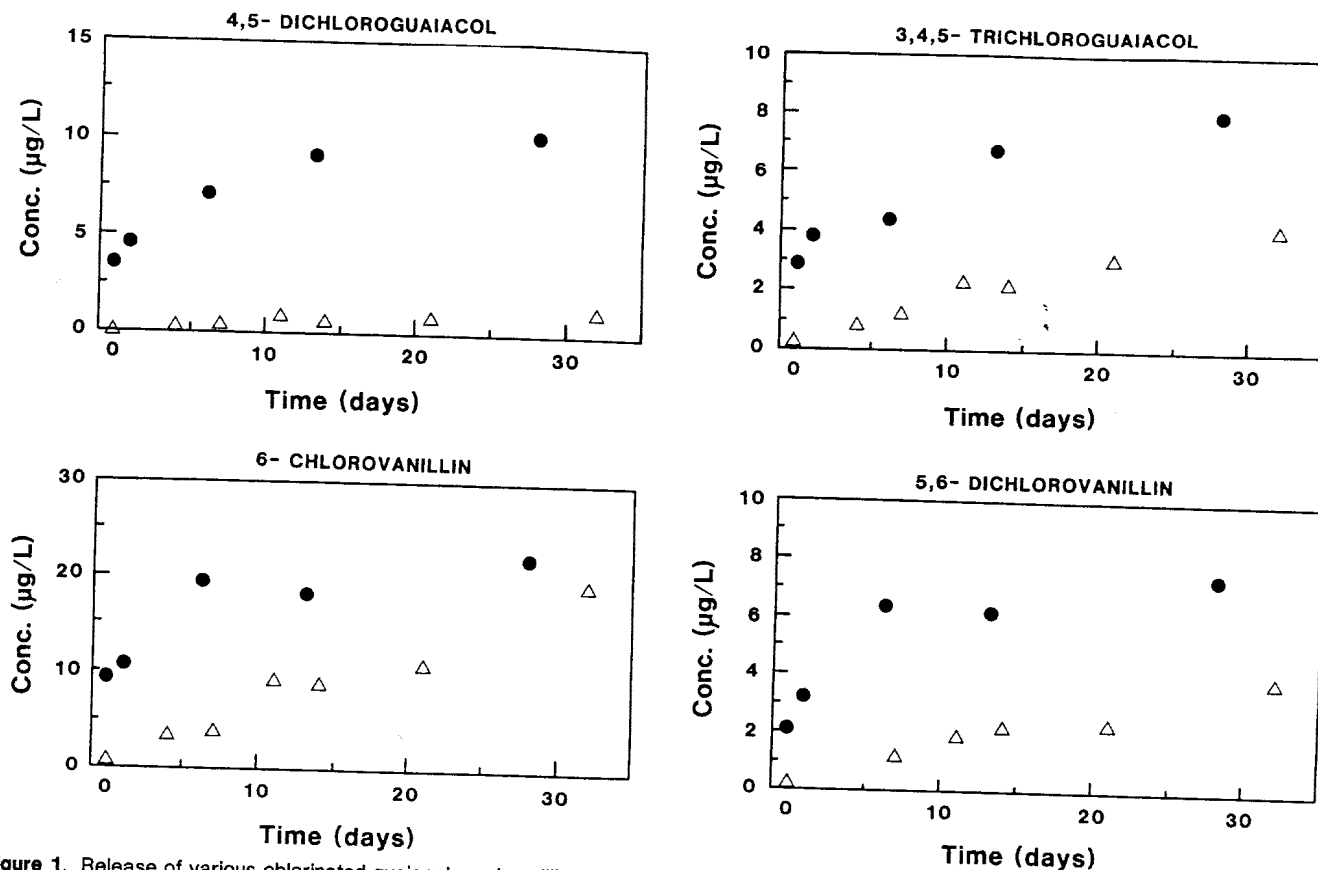 4,5- DICHLOROGUAIACOL
15
10
5
0
Conc. (µg/L)
0 10 20 30
Time (days)
3,4,5- TRICHLOROGUAIACOL
10
8
6
4
2
0
Conc. (µg/L)
0 10 20 30
Time (days)
6- CHLOROVANILLIN
30
20
10
0
Conc. (µg/L)
0 10 20 30
Time (days)
5,6- DICHLOROVANILLIN
10
8
6
4
2
0
Conc. (µg/L)
0 10 20 30
Time (days)
gure 1. Release of various chlorinated